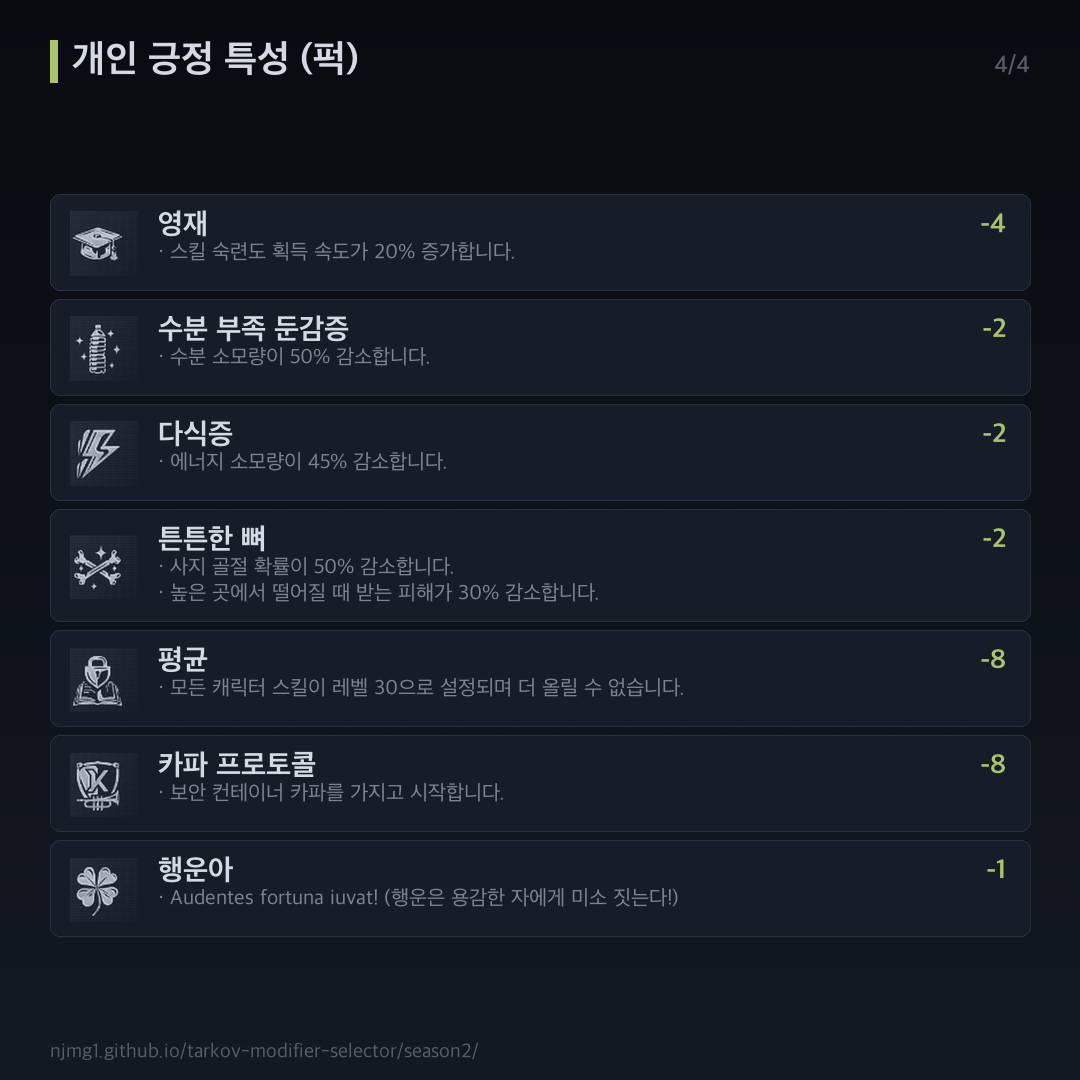 개인 긍정 특성 (퍽)
4/4
영재
-4
· 스킬 숙련도 획득 속도가 20% 증가합니다.
수분 부족 둔감증
-2
· 수분 소모량이 50% 감소합니다.
다식증
-2
· 에너지 소모량이 45% 감소합니다.
튼튼한 뼈
-2
· 사지 골절 확률이 50% 감소합니다.
· 높은 곳에서 떨어질 때 받는 피해가 30% 감소합니다.
평균
-8
· 모든 캐릭터 스킬이 레벨 30으로 설정되며 더 올릴 수 없습니다.
카파 프로토콜
-8
· 보안 컨테이너 카파를 가지고 시작합니다.
행운아
-1
· Audentes fortuna iuvat! (행운은 용감한 자에게 미소 짓는다!)
njmg1.github.io/tarkov-modifier-selector/season2/